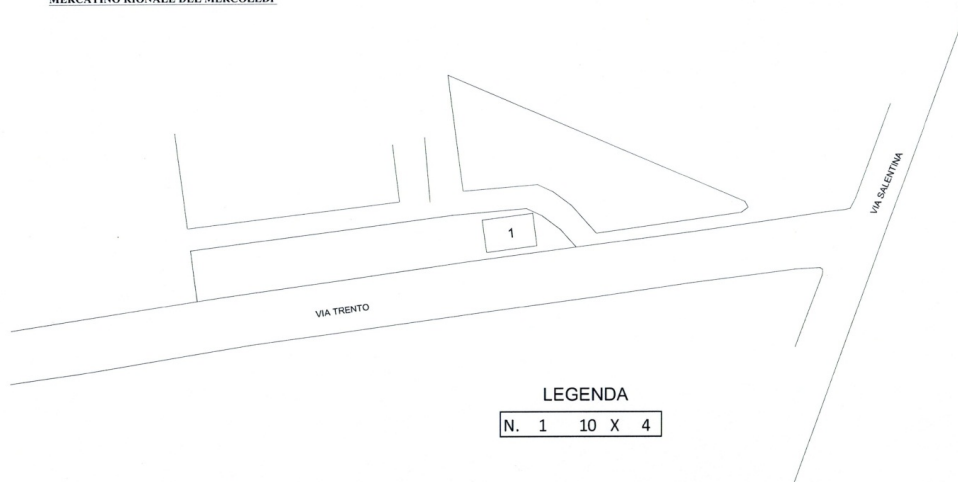 MERCATINO RIONALE DEL MERCOLEDI'
VIA SALENTINA
1
VIA TRENTO
LEGENDA
N. 1 10 X 4